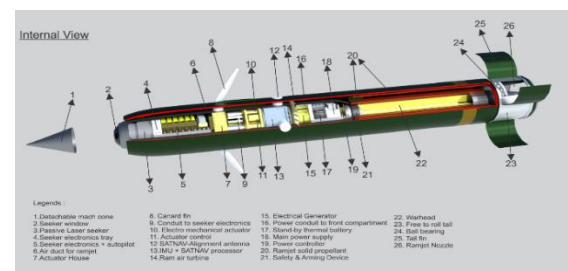 Internal View
8
12
14
16
18
20
25
26
24
10
6
4
2
1
3
5
7
9
11
13
15
17
19
21
22
23
Legends :
1.Detachable mach cone
2.Seeker window
3.Passive Laser seeker
4.Seeker electronics tray
5.Seeker electronics + autopilot
6.Air duct for ramjet
7.Actuator House
8. Canard fin
9. Conduit to seeker electronics
10. Electro mechanical actuator
11. Actuator control
12 SATNAV-Alignment antenna
13.IMU + SATNAV processor
14.Ram air turbine
15. Electrical Generator
16. Power conduit to front compartment
17. Stand-by thermal battery
18. Main power supply
19. Power controller
20. Ramjet solid propellant
21. Safety & Arming Device
22. Warhead
23. Free to roll tail
24. Ball bearing
25. Tail fin
26. Ramjet Nozzle